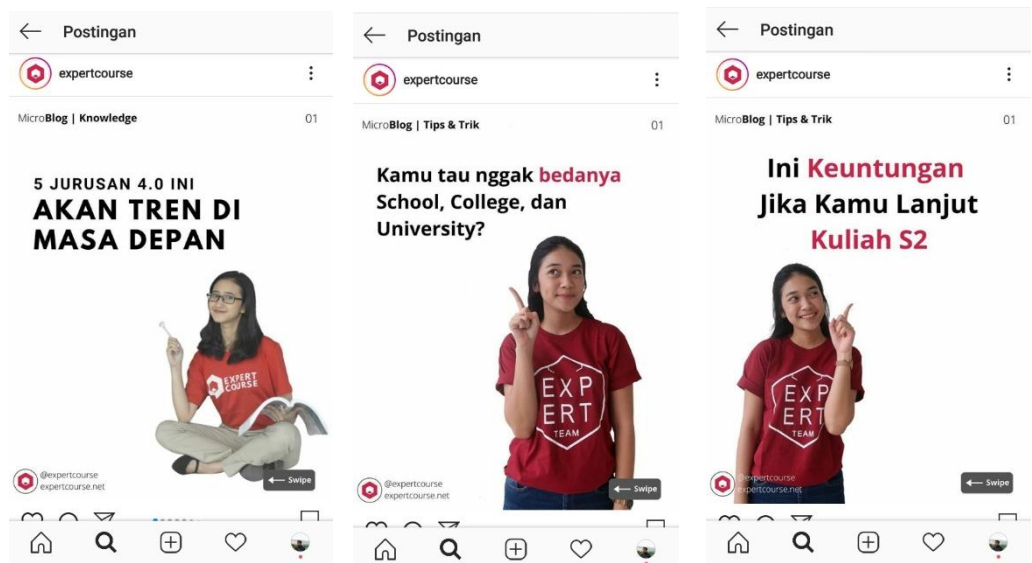 Postingan
expertcourse
MicroBlog | Knowledge
01
5 JURUSAN 4.0 INI
AKAN TREN DI
MASA DEPAN
EXPERT
COURSE
@expertcourse
expertcourse.net
Swipe
Postingan
expertcourse
MicroBlog | Tips & Trik
01
Kamu tau nggak bedanya
School, College, dan
University?
EXP
ERT
TEAM
@expertcourse
expertcourse.net
Swipe
Postingan
expertcourse
MicroBlog | Tips & Trik
01
Ini Keuntungan
Jika Kamu Lanjut
Kuliah S2
EXP
ERT
TEAM
@expertcourse
expertcourse.net
Swipe